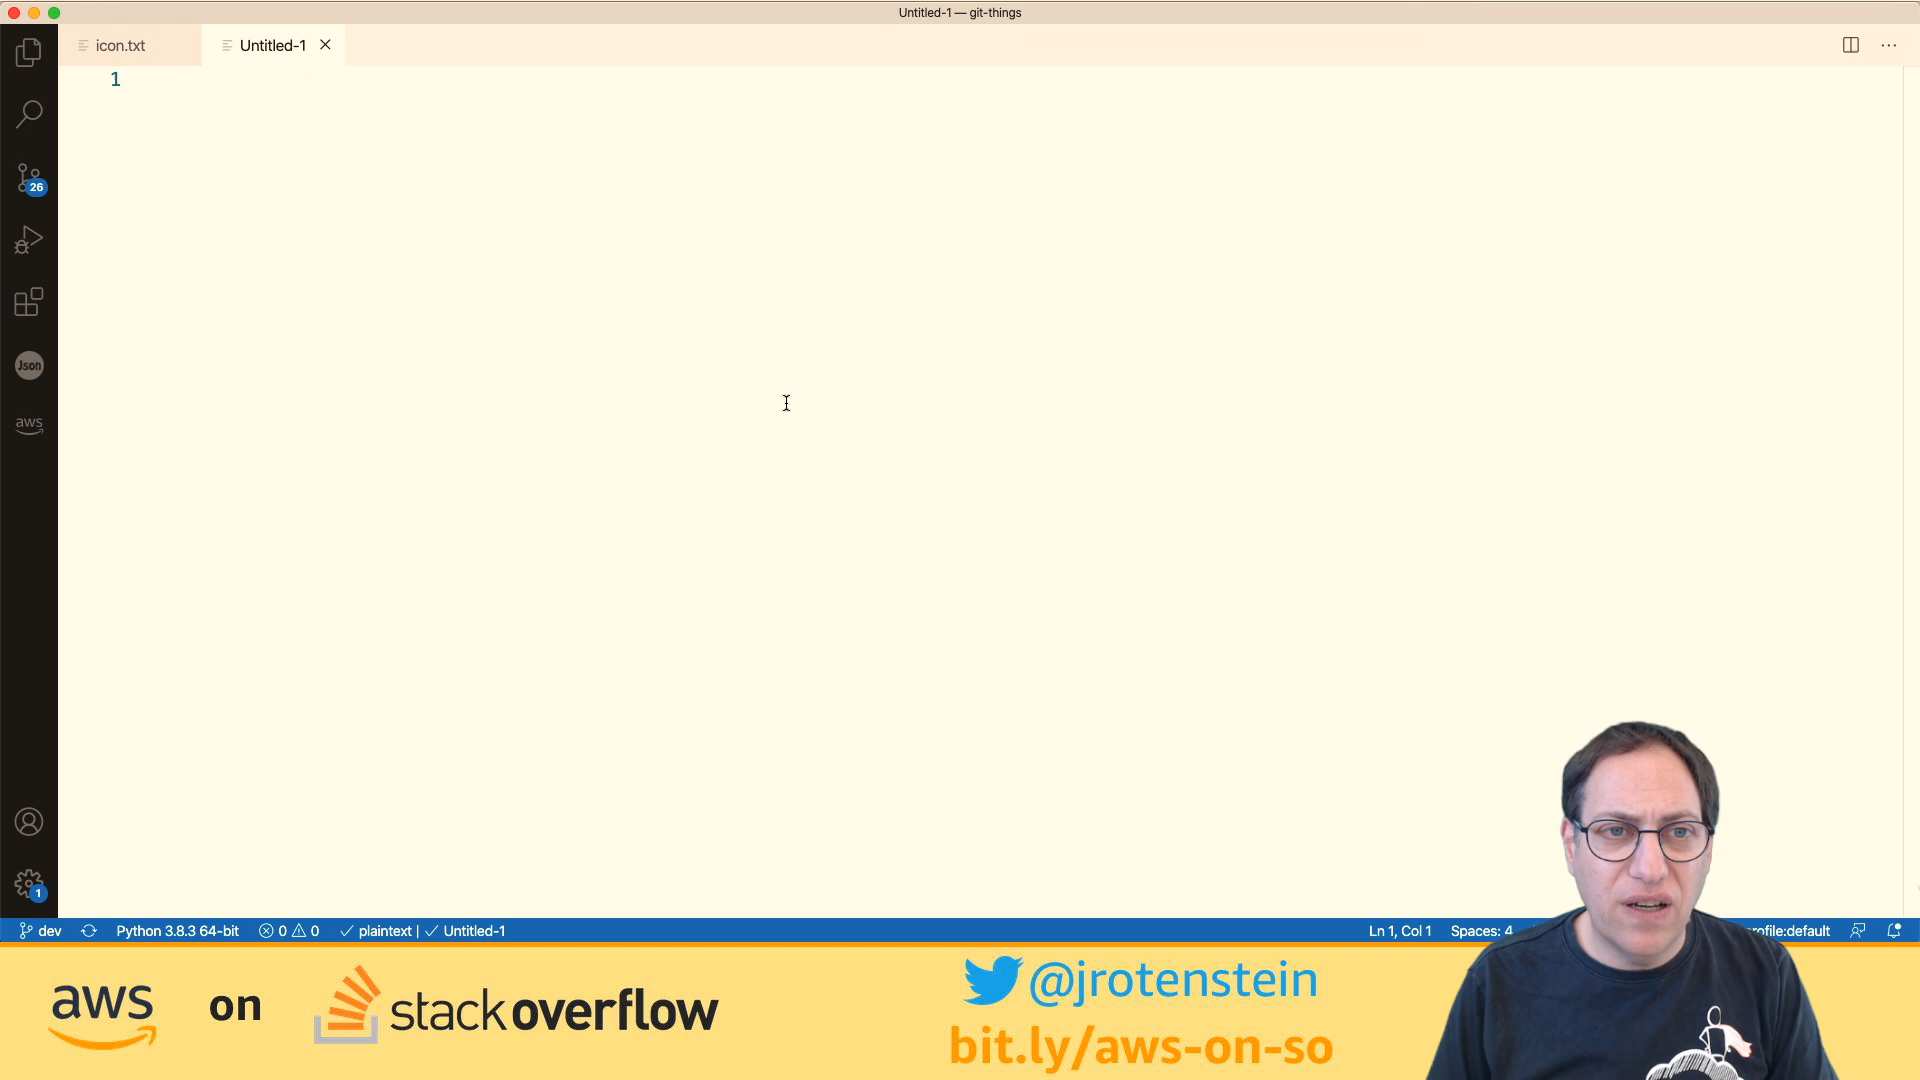 Untitled-1 — git-things
icon.txt
Untitled-1
1
26
Json
aws
1
dev
Python 3.8.3 64-bit
0
0
plaintext |
Untitled-1
Ln 1, Col 1
Spaces: 4
rofile:default
aws
on
stackoverflow
@jrotenstein
bit.ly/aws-on-so